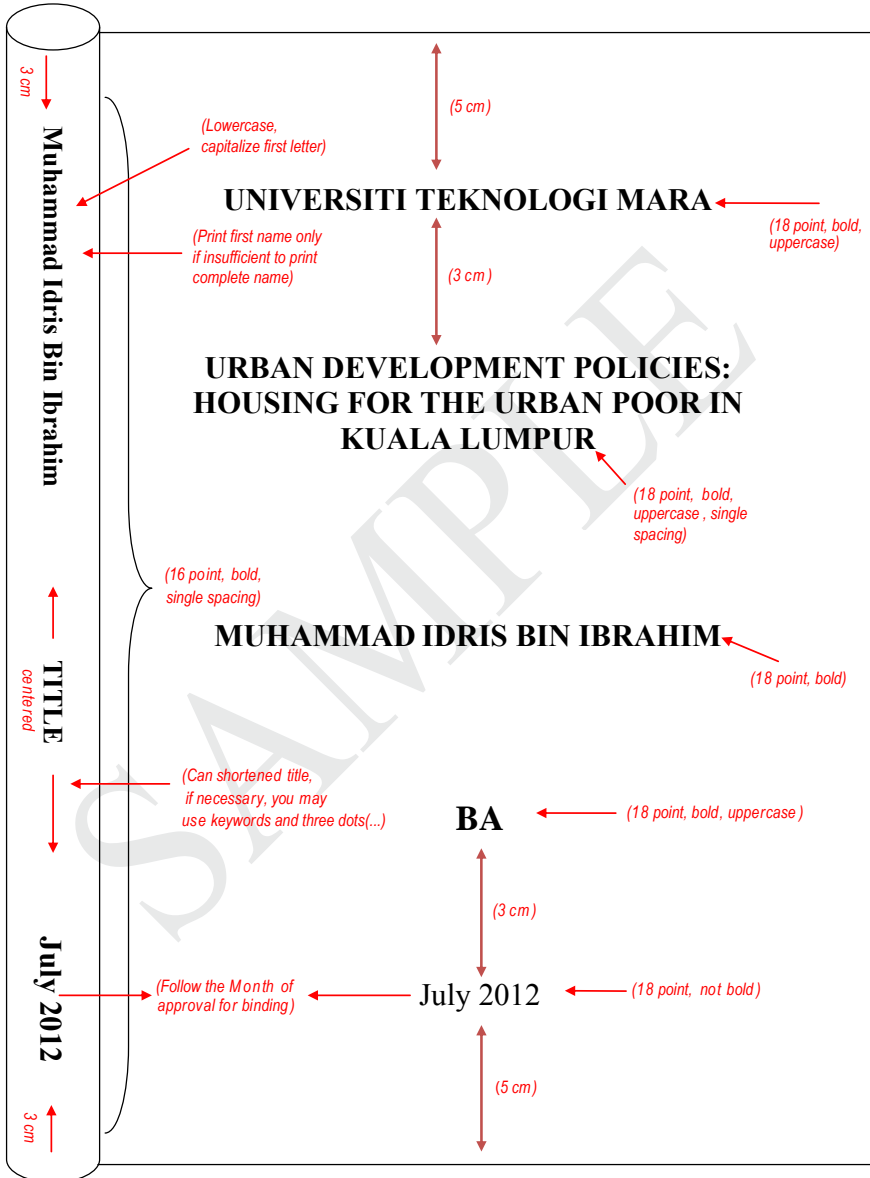 3 cm
Muhammad Idris Bin Ibrahim
TITLE
centered
July 2012
3 cm
(Lowercase,
capitalize first letter)
(Print first name only
if insufficient to print
complete name)
(16 point, bold,
single spacing)
(Can shortened title,
if necessary, you may
use keywords and three dots(...)
(Follow the Month of
approval for binding)
(5 cm)
UNIVERSITI TEKNOLOGI MARA
(18 point, bold,
uppercase)
(3 cm)
URBAN DEVELOPMENT POLICIES:
HOUSING FOR THE URBAN POOR IN
KUALA LUMPUR
(18 point, bold,
uppercase , single
spacing)
MUHAMMAD IDRIS BIN IBRAHIM
(18 point, bold)
BA
(18 point, bold, uppercase )
(3 cm)
July 2012
(18 point, not bold )
(5 cm)
SAMPLE